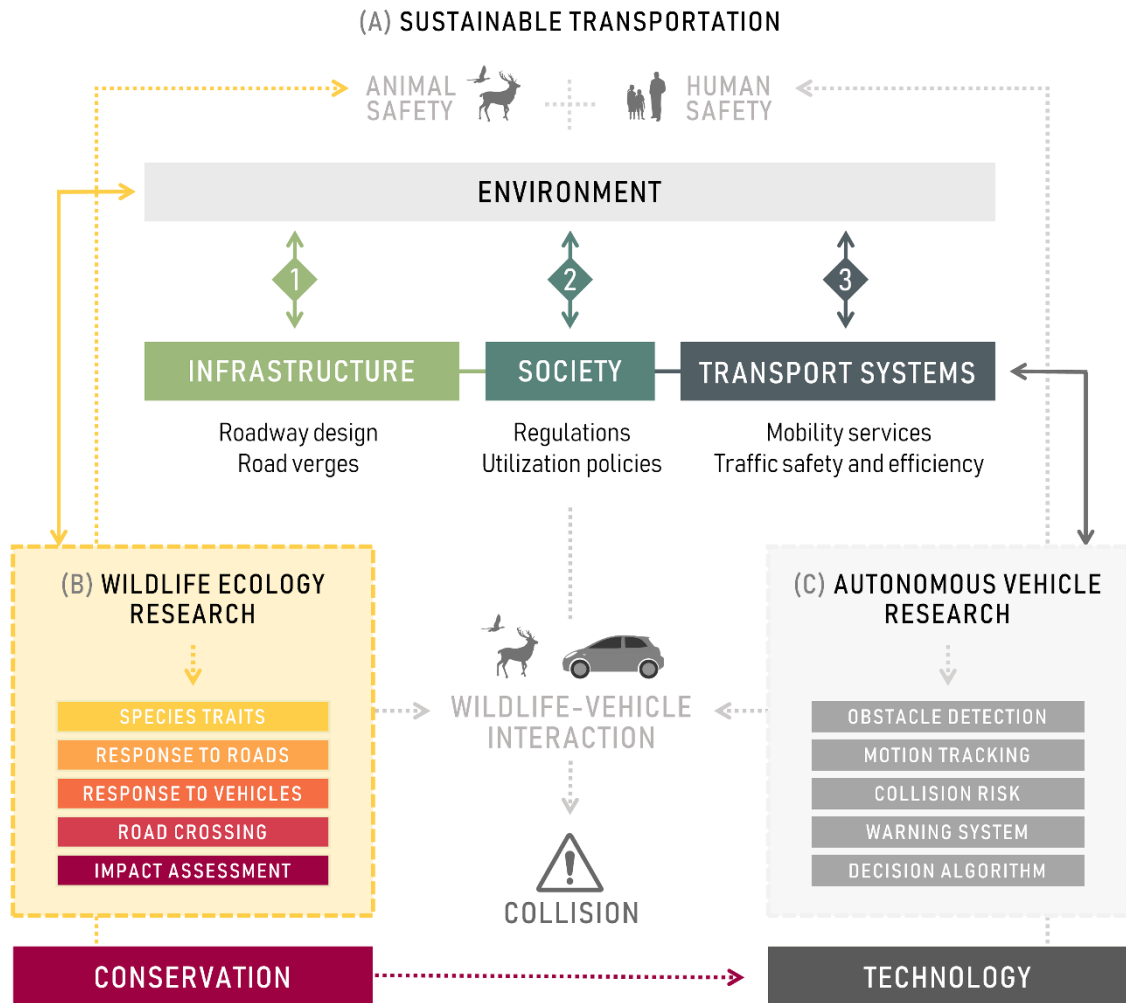 (A) SUSTAINABLE TRANSPORTATION
ANIMAL
SAFETY
HUMAN
SAFETY
ENVIRONMENT
1
2
3
INFRASTRUCTURE
SOCIETY
TRANSPORT SYSTEMS
Roadway design
Road verges
Regulations
Utilization policies
Mobility services
Traffic safety and efficiency
(B) WILDLIFE ECOLOGY
RESEARCH
SPECIES TRAITS
RESPONSE TO ROADS
RESPONSE TO VEHICLES
ROAD CROSSING
IMPACT ASSESSMENT
WILDLIFE-VEHICLE
INTERACTION
COLLISION
(C) AUTONOMOUS VEHICLE
RESEARCH
OBSTACLE DETECTION
MOTION TRACKING
COLLISION RISK
WARNING SYSTEM
DECISION ALGORITHM
CONSERVATION
TECHNOLOGY